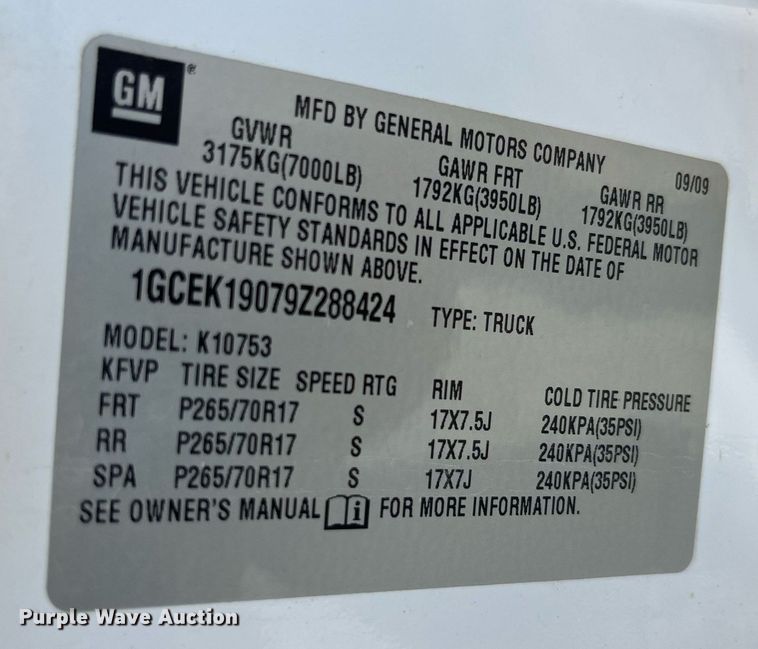 GM®
MFD BY GENERAL MOTORS COMPANY 09/09
GVWR GAWR FRT GAWR RR
3175KG(7000LB) 1792KG(3950LB) 1792KG(3950LB)
THIS VEHICLE CONFORMS TO ALL APPLICABLE U.S. FEDERAL MOTOR
VEHICLE SAFETY STANDARDS IN EFFECT ON THE DATE OF
MANUFACTURE SHOWN ABOVE.
1GCEK19079Z288424 TYPE: TRUCK
MODEL: K10753
KFVP TIRE SIZE SPEED RTG RIM COLD TIRE PRESSURE
FRT P265/70R17 S 17X7.5J 240KPA(35PSI)
RR P265/70R17 S 17X7.5J 240KPA(35PSI)
SPA P265/70R17 S 17X7J 240KPA(35PSI)
SEE OWNER'S MANUAL i FOR MORE INFORMATION.
Purple Wave Auction